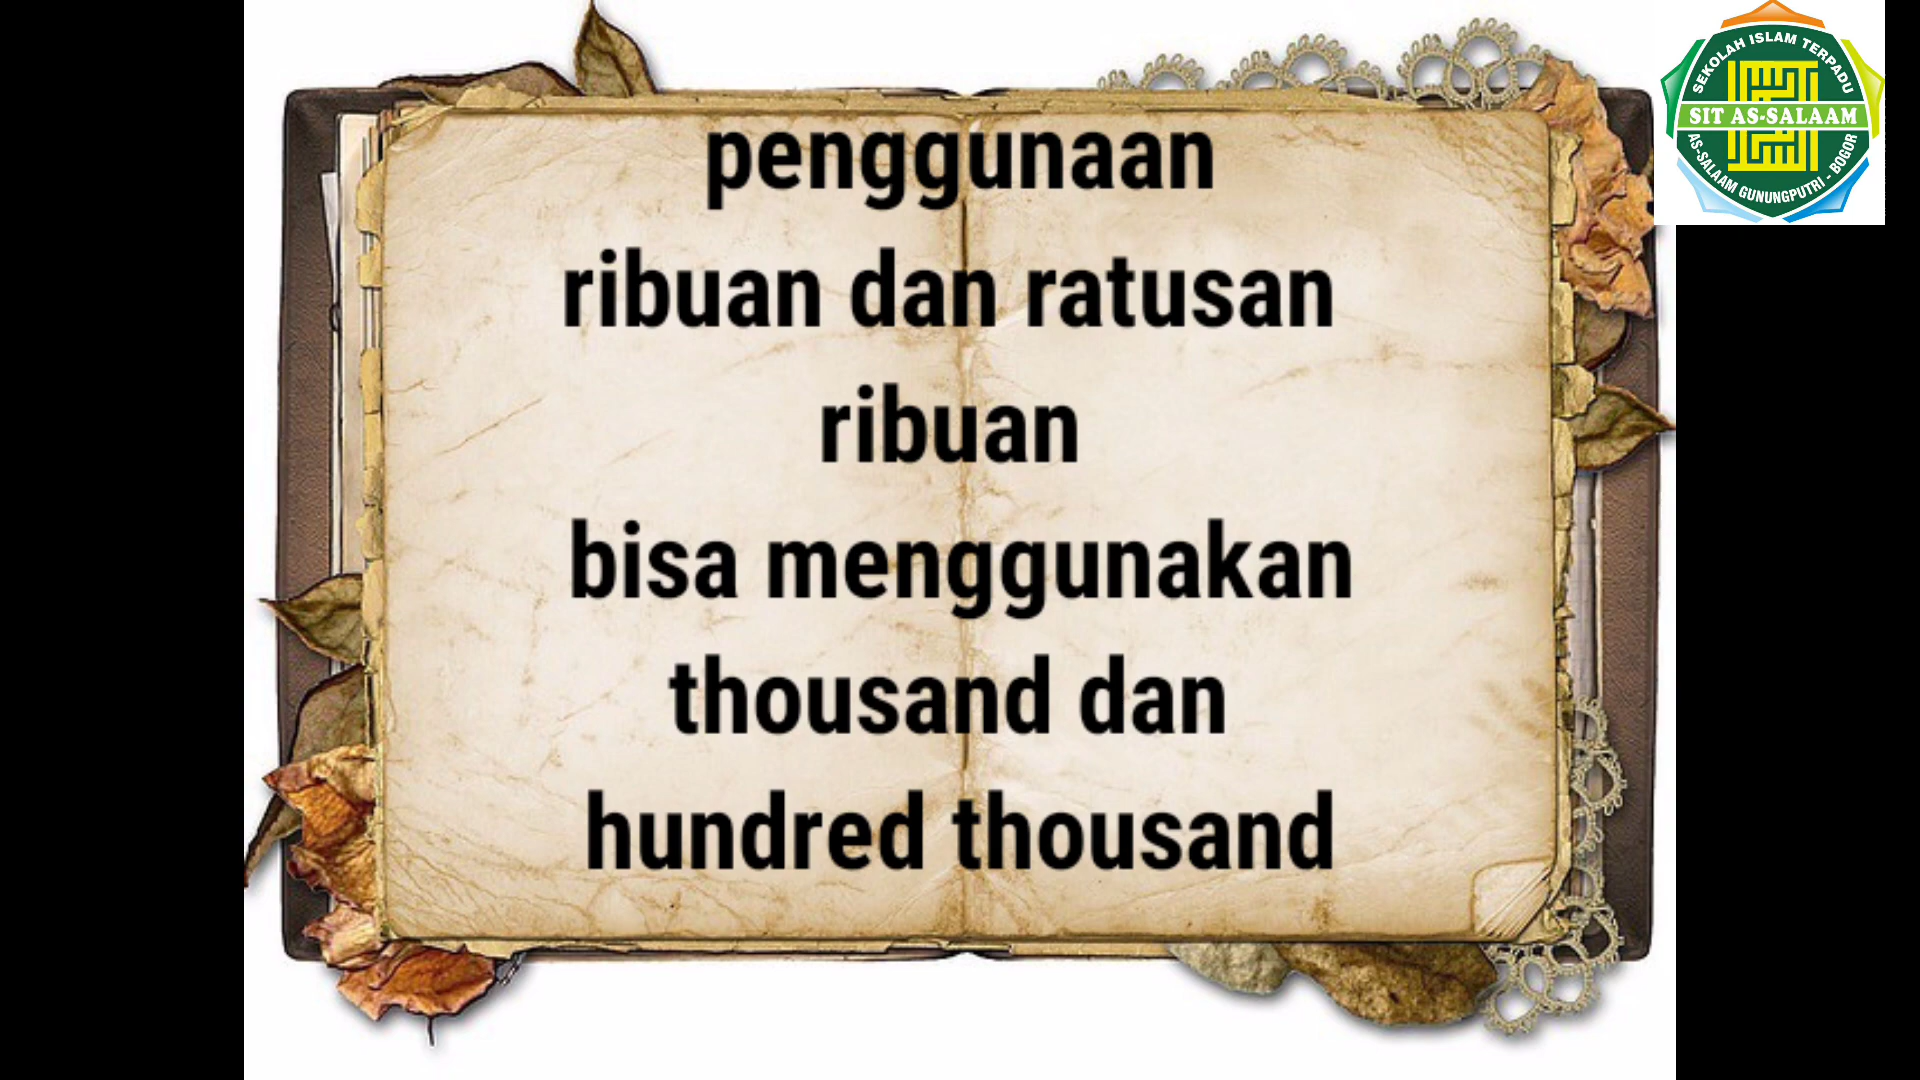 penggunaan
ribuan dan ratusan
ribuan
bisa menggunakan
thousand dan
hundred thousand
SEKOLAH ISLAM TERPADU
SIT AS-SALAAM
AS-SALAAM GUNUNGPUTRI - BOGOR